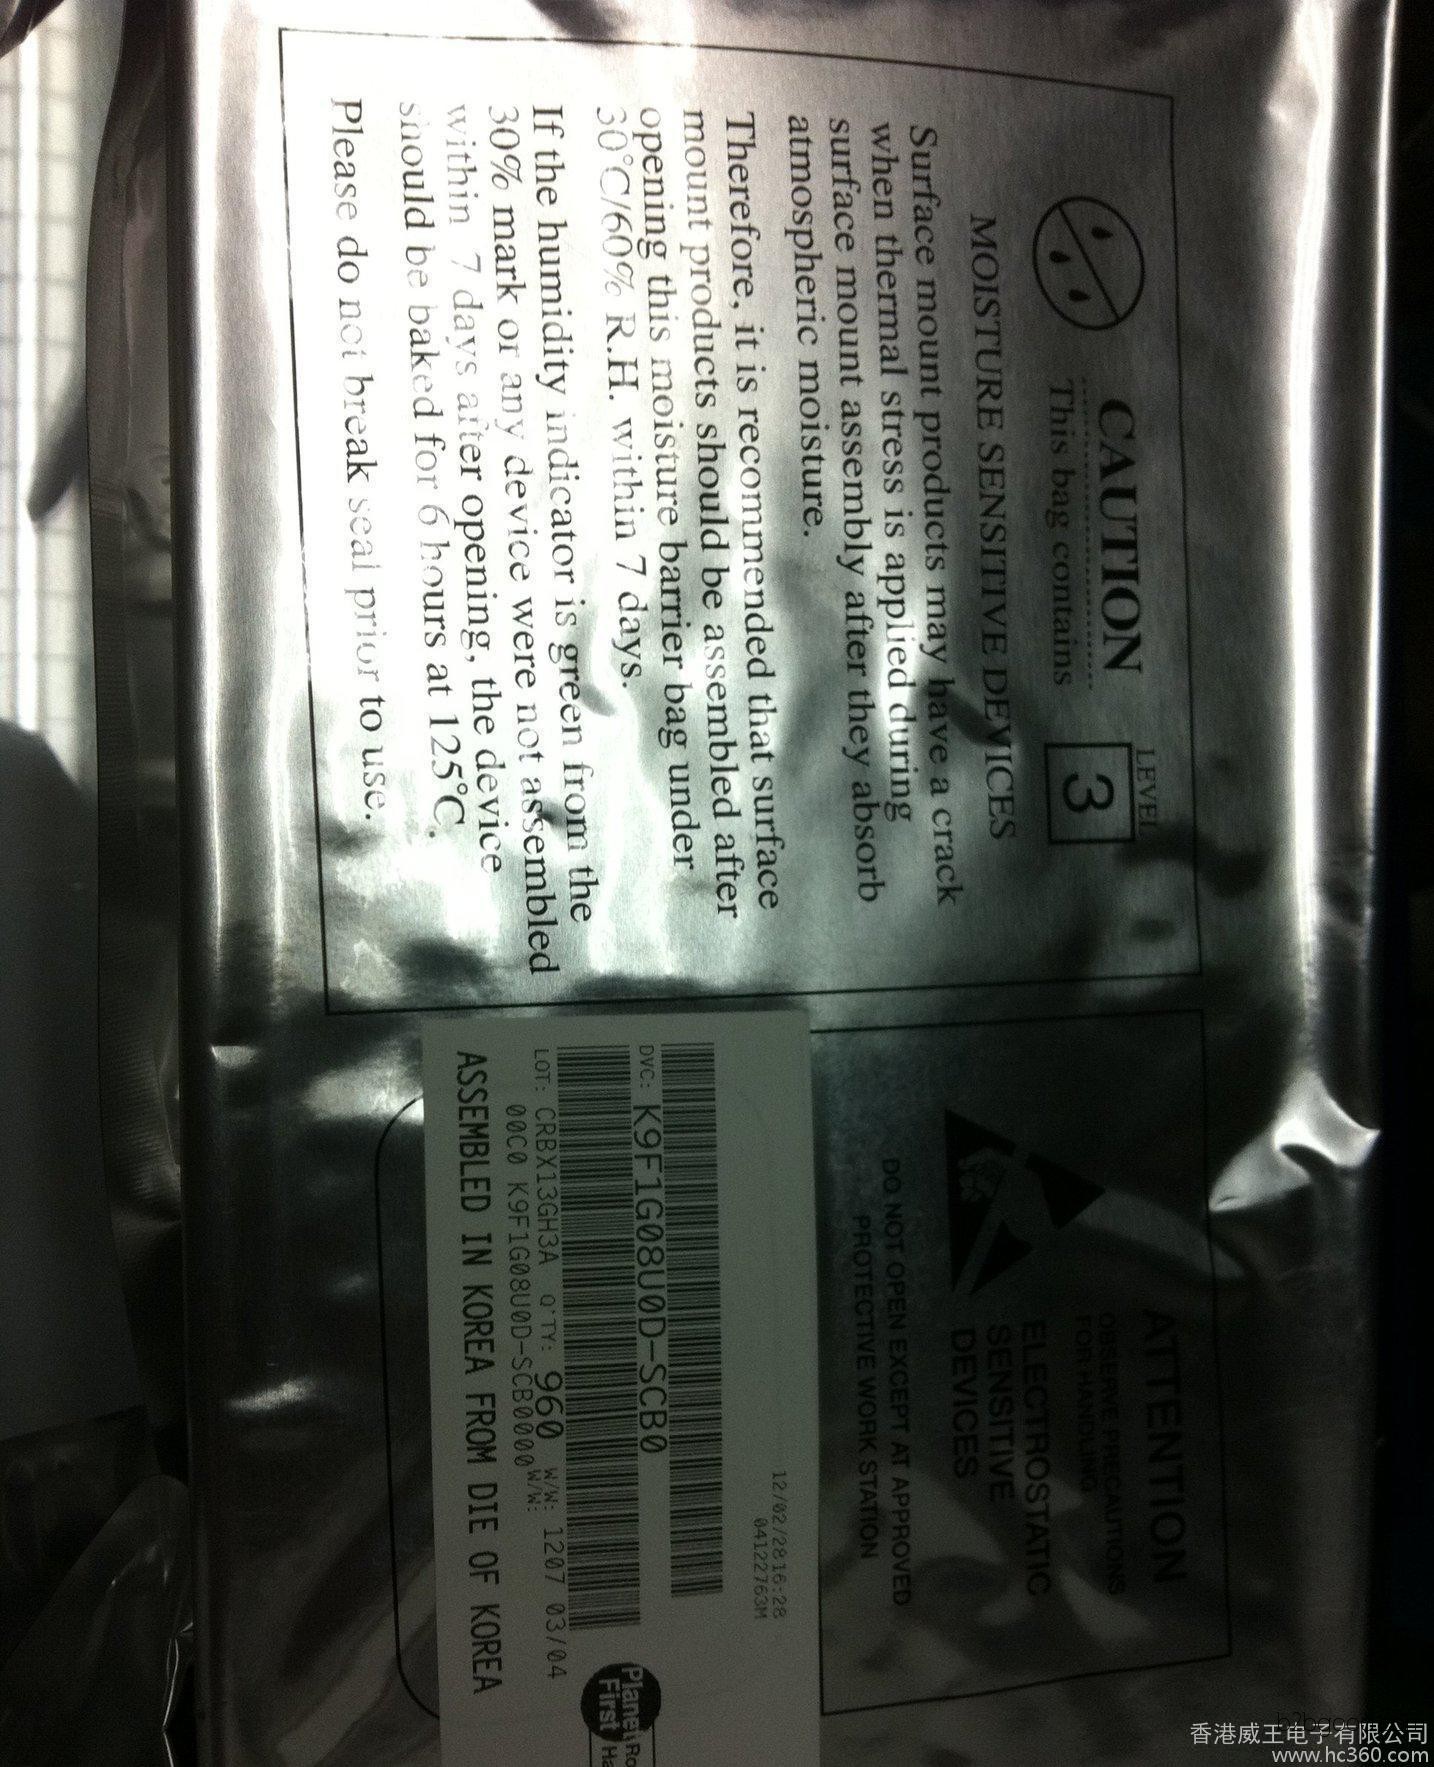 CAUTION
This bag contains
LEVEL
3
MOISTURE SENSITIVE DEVICES
Surface mount products may have a crack
when thermal stress is applied during
surface mount assembly after they absorb
atmospheric moisture.
Therefore, it is recommended that surface
mount products should be assembled after
opening this moisture barrier bag under
30°C/60% R.H. within 7 days.
If the humidity indicator is green from the
30% mark or any device were not assembled
within 7 days after opening, the device
should be baked for 6 hours at 125°C.
Please do not break seal prior to use.
ATTENTION
OBSERVE PRECAUTIONS
FOR HANDLING
ELECTROSTATIC
SENSITIVE
DEVICES
DO NOT OPEN EXCEPT AT APPROVED
PROTECTIVE WORK STATION
12/02/2816:28
04122763M
DVC: K9F1G08U0D-SCB0
LOT: CRBX13GH3A Q'TY: 960 W/W: 1207 03/04
00C0 K9F1G08U0D-SCB0000 W/W:
ASSEMBLED IN KOREA FROM DIE OF KOREA
Planet
First
香港威王电子有限公司
www.hc360.com